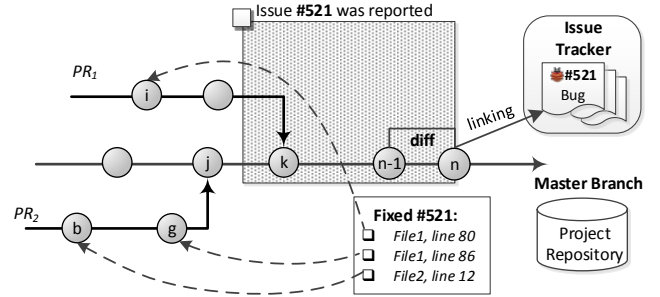 Issue #521 was reported
Issue
Tracker
#521
Bug
PR1
i
linking
diff
j
k
n-1
n
Master Branch
PR2
b
g
Fixed #521:
File1, line 80
File1, line 86
File2, line 12
Project
Repository